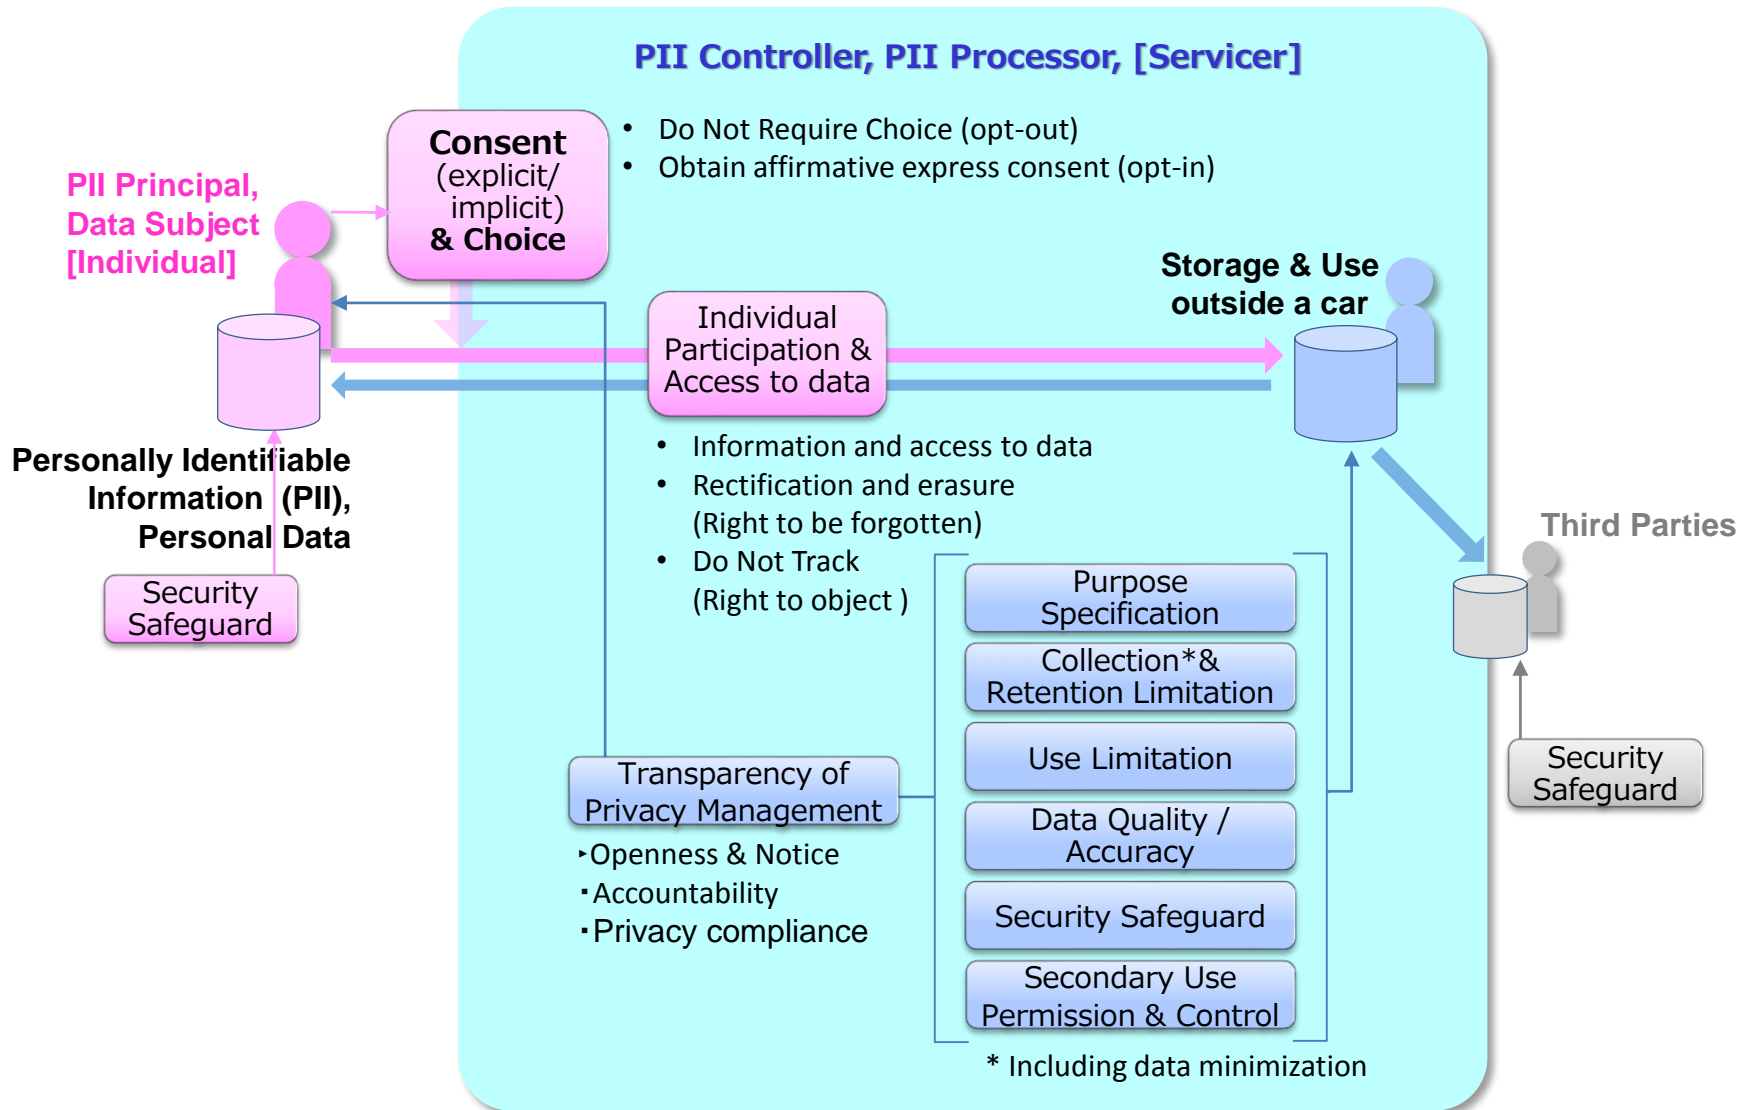 PII Controller, PII Processor, [Servicer]
Consent
(explicit/
implicit)
& Choice
• Do Not Require Choice (opt-out)
• Obtain affirmative express consent (opt-in)
PII Principal,
Data Subject
[Individual]
Storage & Use
outside a car
Individual
Participation &
Access to data
• Information and access to data
• Rectification and erasure
(Right to be forgotten)
• Do Not Track
(Right to object )
Personally Identifiable
Information (PII),
Personal Data
Security
Safeguard
Third Parties
Security
Safeguard
Purpose
Specification
Collection*&
Retention Limitation
Use Limitation
Data Quality /
Accuracy
Security Safeguard
Secondary Use
Permission & Control
* Including data minimization
Transparency of
Privacy Management
‣Openness & Notice
・Accountability
・Privacy compliance